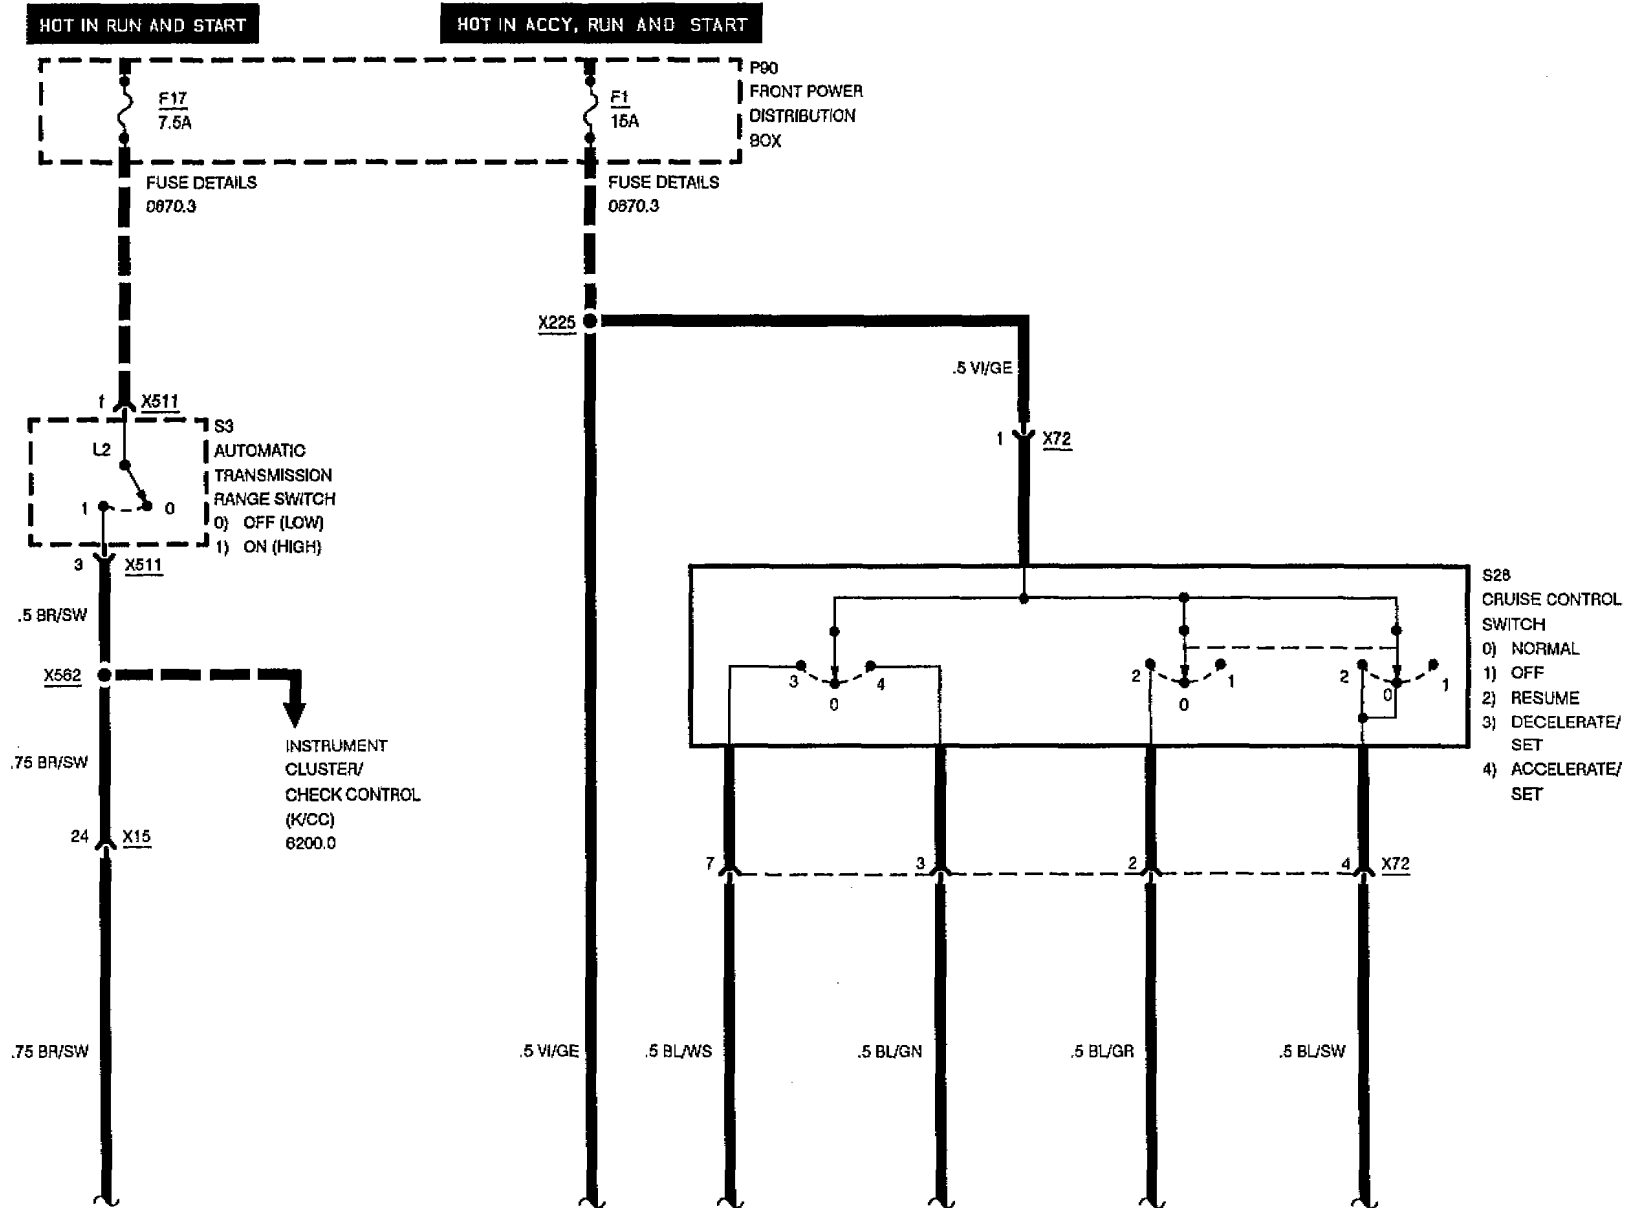 HOT IN RUN AND START
HOT IN ACCY, RUN AND START
F17
7.5A
F1
15A
P90
FRONT POWER
DISTRIBUTION
BOX
FUSE DETAILS
0670.3
FUSE DETAILS
0670.3
X225
.5 VI/GE
1 X511
1 X72
S3
AUTOMATIC
TRANSMISSION
RANGE SWITCH
0) OFF (LOW)
1) ON (HIGH)
L2
1 0
3 X511
.5 BR/SW
X562
.75 BR/SW
INSTRUMENT
CLUSTER/
CHECK CONTROL
(K/CC)
6200.0
24 X15
S28
CRUISE CONTROL
SWITCH
0) NORMAL
1) OFF
2) RESUME
3) DECELERATE/
SET
4) ACCELERATE/
SET
3 4 2 1 2 0 1
0 0
7 3 2 4 X72
.75 BR/SW
.5 VI/GE
.5 BL/WS
.5 BL/GN
.5 BL/GR
.5 BL/SW